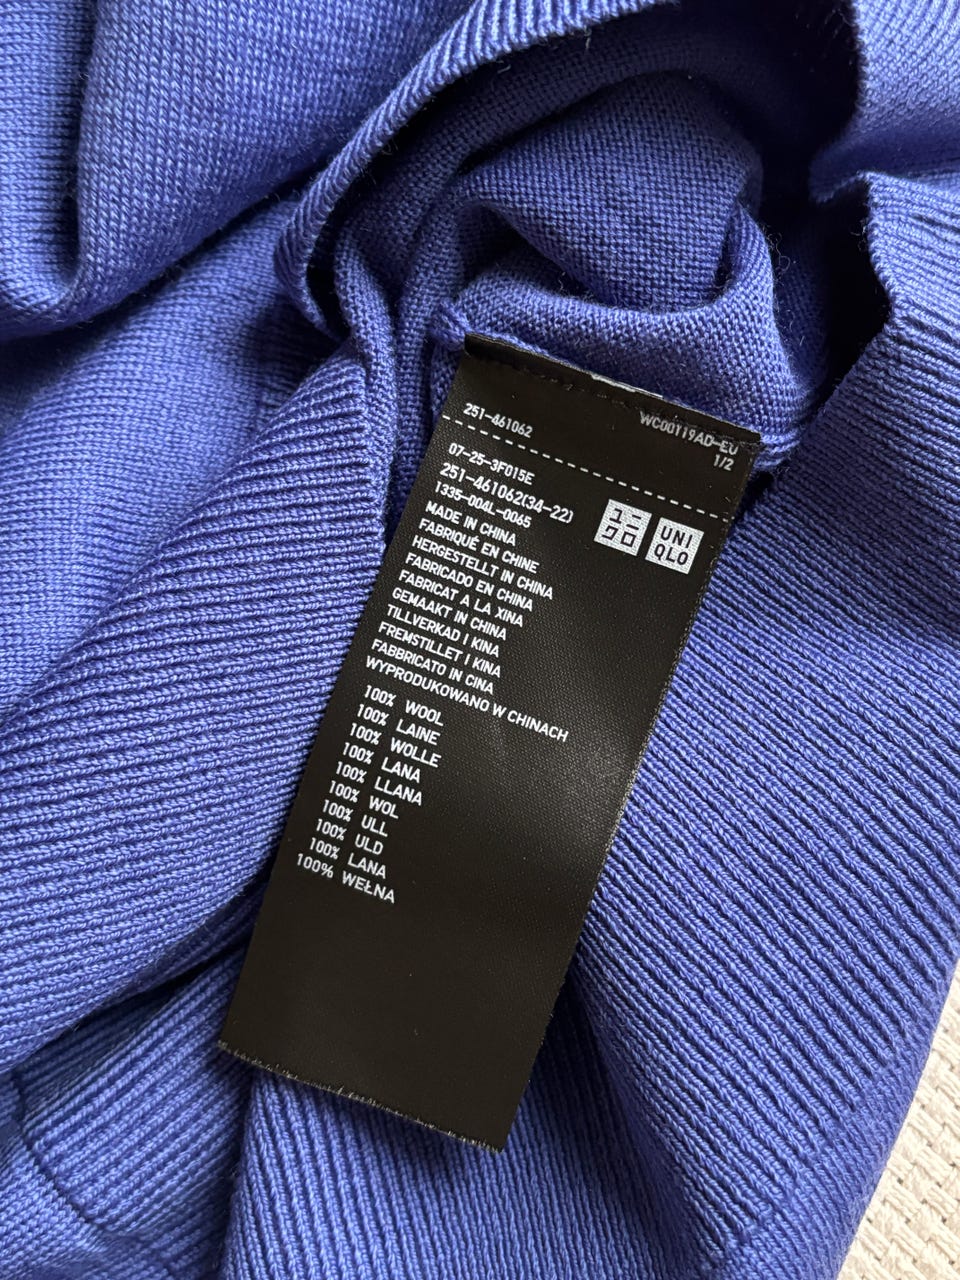 251-461062
WC00Y19AD-EU
1/2
07-25-3F015E
251-461062(34-22)
1335-004L-0065
ユニ
クロ
UNI
QLO
MADE IN CHINA
FABRIQUÉ EN CHINE
HERGESTELLT IN CHINA
FABRICADO EN CHINA
FABRICAT A LA XINA
GEMAAKT IN CHINA
TILLVERKAD I KINA
FREMSTILLET I KINA
FABBRICATO IN CINA
WYPRODUKOWANO W CHINACH
100% WOOL
100% LAINE
100% WOLLE
100% LANA
100% LLANA
100% WOL
100% ULL
100% ULD
100% LANA
100% WEŁNA